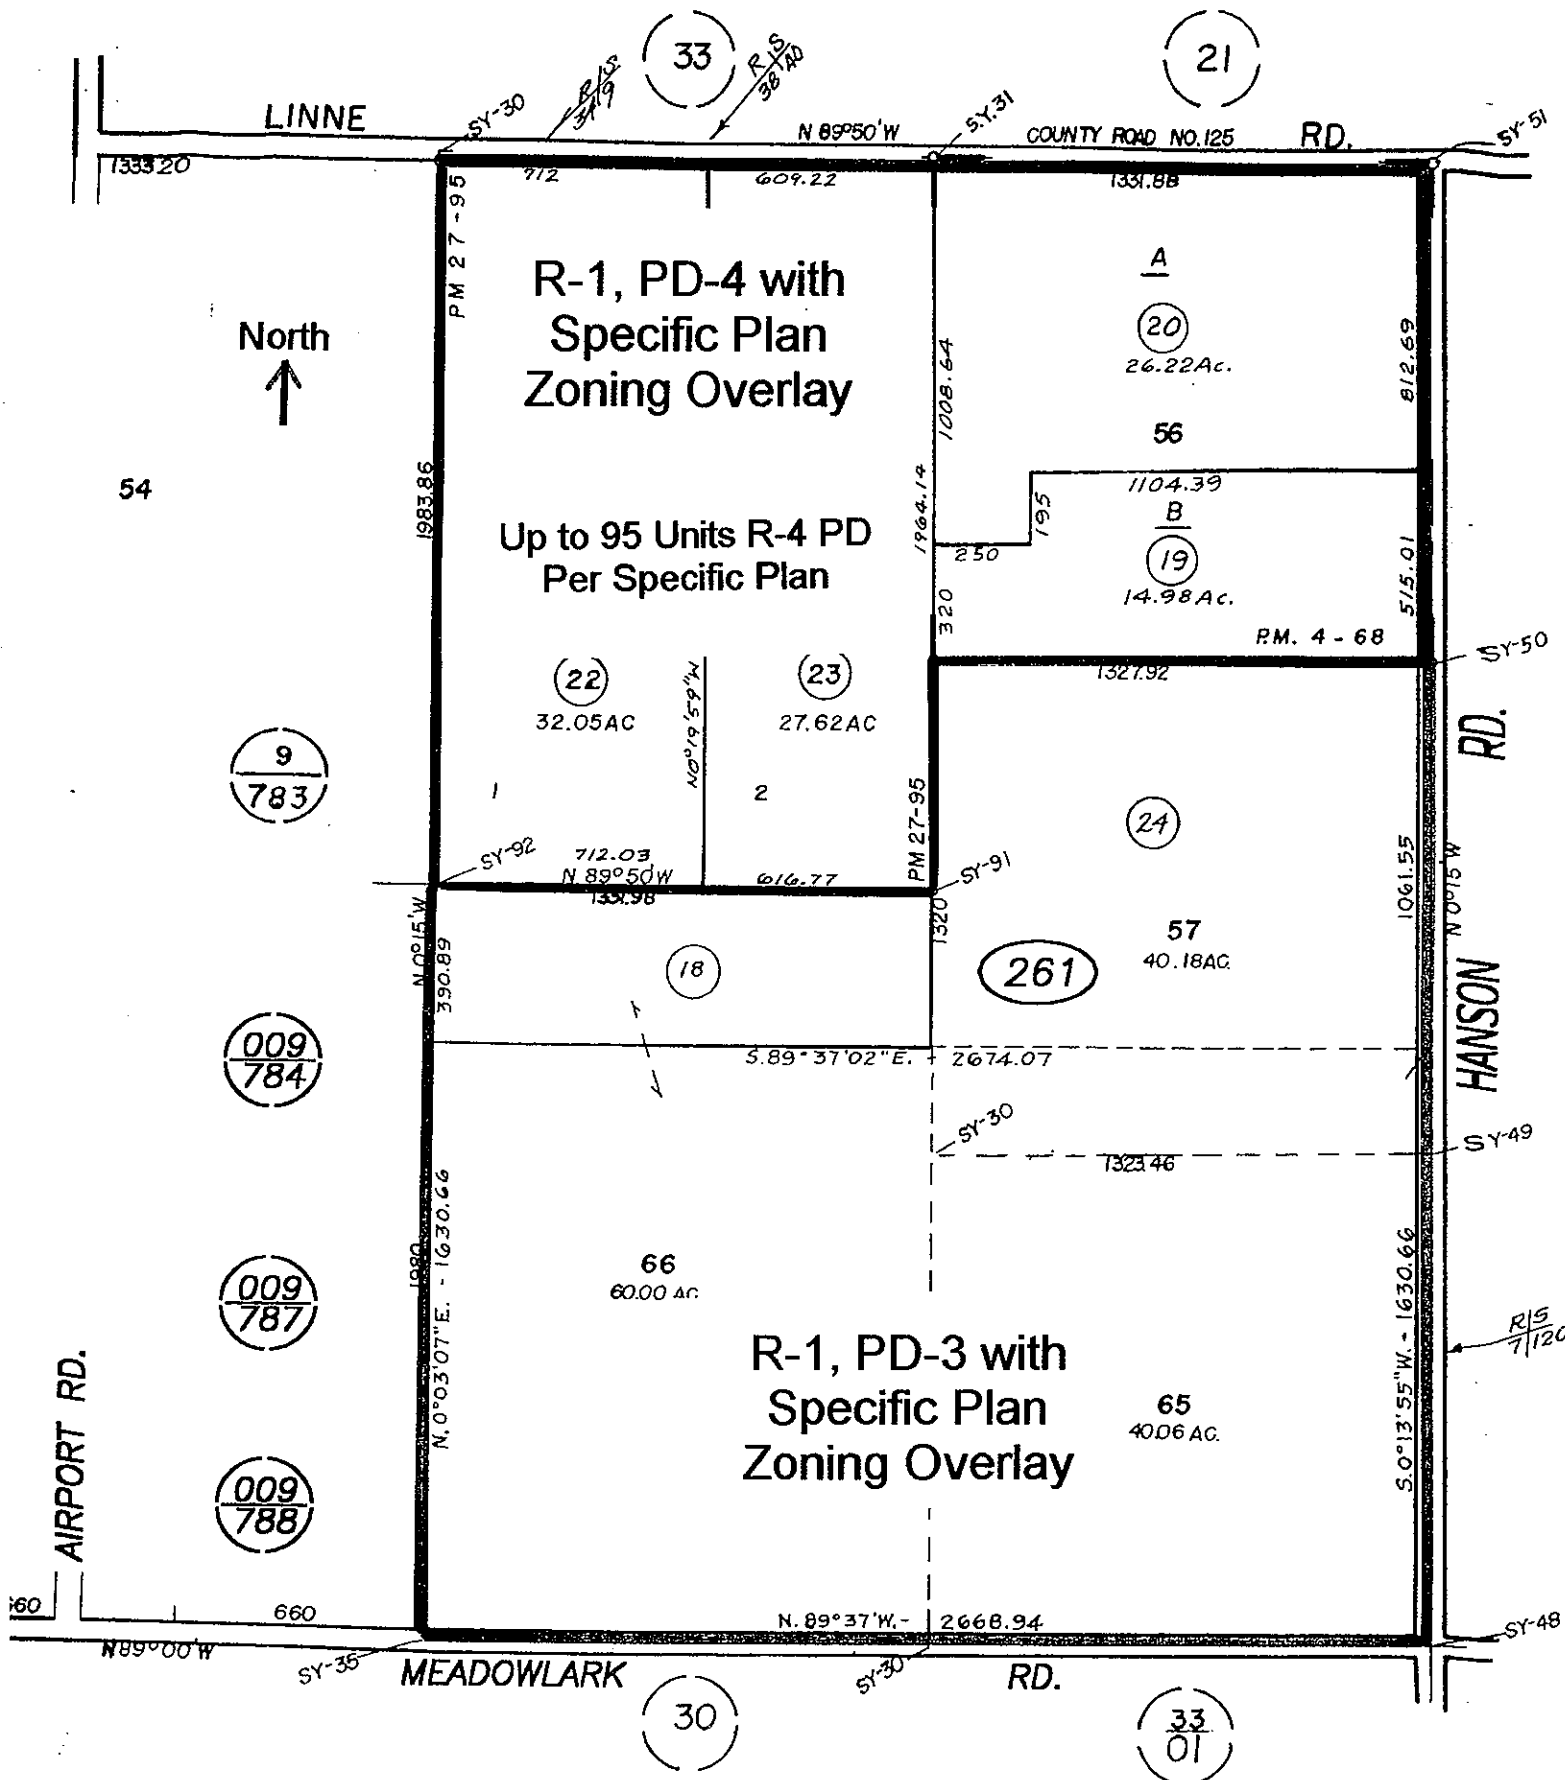 33
21
R/S
34/9
R S
38 AD
SY-30
S.Y.31
SY-51
LINNE
N 89°50'W
COUNTY ROAD NO.125
RD.
1333.20
712
609.22
1331.88
PM 27-95
R-1, PD-4 with
Specific Plan
Zoning Overlay
North
A
20
26.22Ac.
56
812.69
1008.64
54
1983.86
1964.14
1104.39
195
B
19
14.98Ac.
250
515.01
320
Up to 95 Units R-4 PD
Per Specific Plan
P.M. 4-68
SY-50
1327.92
22
32.05AC
23
27.62AC
N0°19'59"W
RD.
9
783
1
2
PM 27-95
24
1061.55
N 0°15'W
SY-92
712.03
N. 89°50'W
616.77
SY-91
1331.98
1320
N.0°15'W
390.89
18
261
57
40.18AC.
HANSON
009
784
S.89°37'02"E. - 2674.07
SY-30
SY-49
1323.46
1980
N.0°03'07"E. - 1630.66
66
60.00 AC
009
787
S.0°13'55"W. - 1630.66
R|S
7|120
R-1, PD-3 with
Specific Plan
Zoning Overlay
65
40.06 AC.
AIRPORT RD.
009
788
660
660
N89°00'W
N. 89°37'W. - 2668.94
SY-35
SY-30
SY-48
MEADOWLARK
RD.
30
33
01